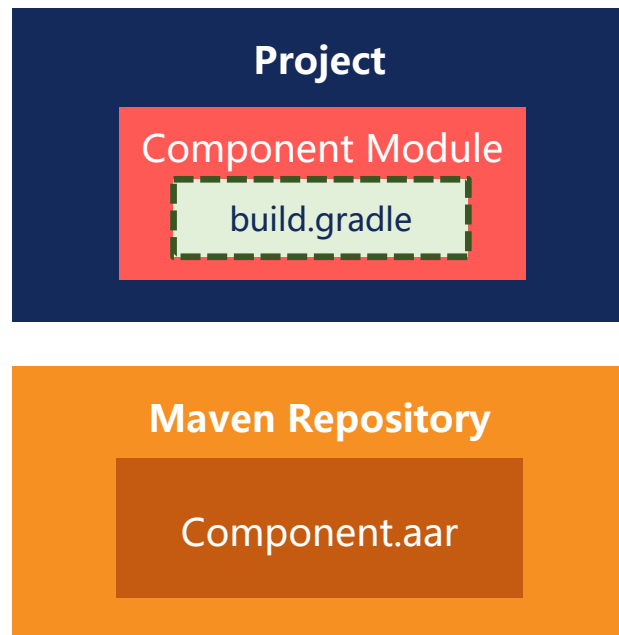 Project
Component Module
build.gradle
Maven Repository
Component.aar